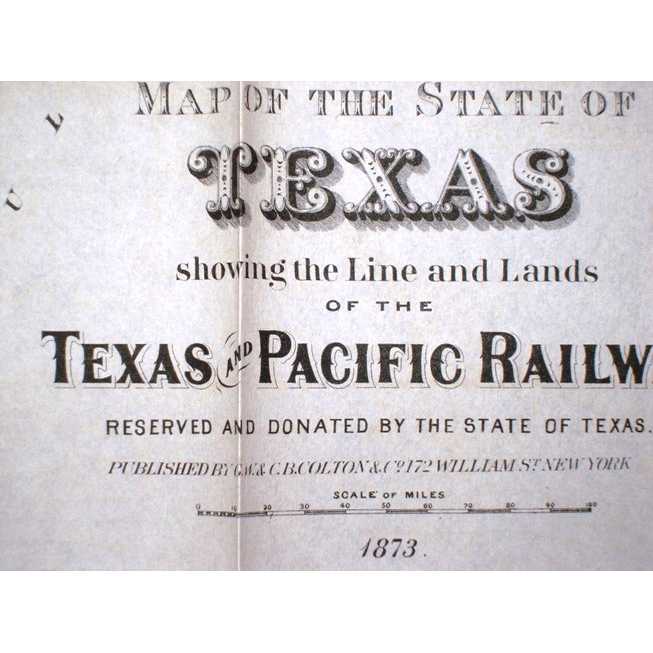 MAP OF THE STATE OF
TEXAS
showing the Line and Lands
OF THE
TEXAS AND PACIFIC RAILW
RESERVED AND DONATED BY THE STATE OF TEXAS.
PUBLISHED BY G.W. & C.B. COLTON & Co 172 WILLIAM ST. NEW YORK
SCALE OF MILES
0 10 20 30 40 50 60 70 80 90 100
1873.
U L